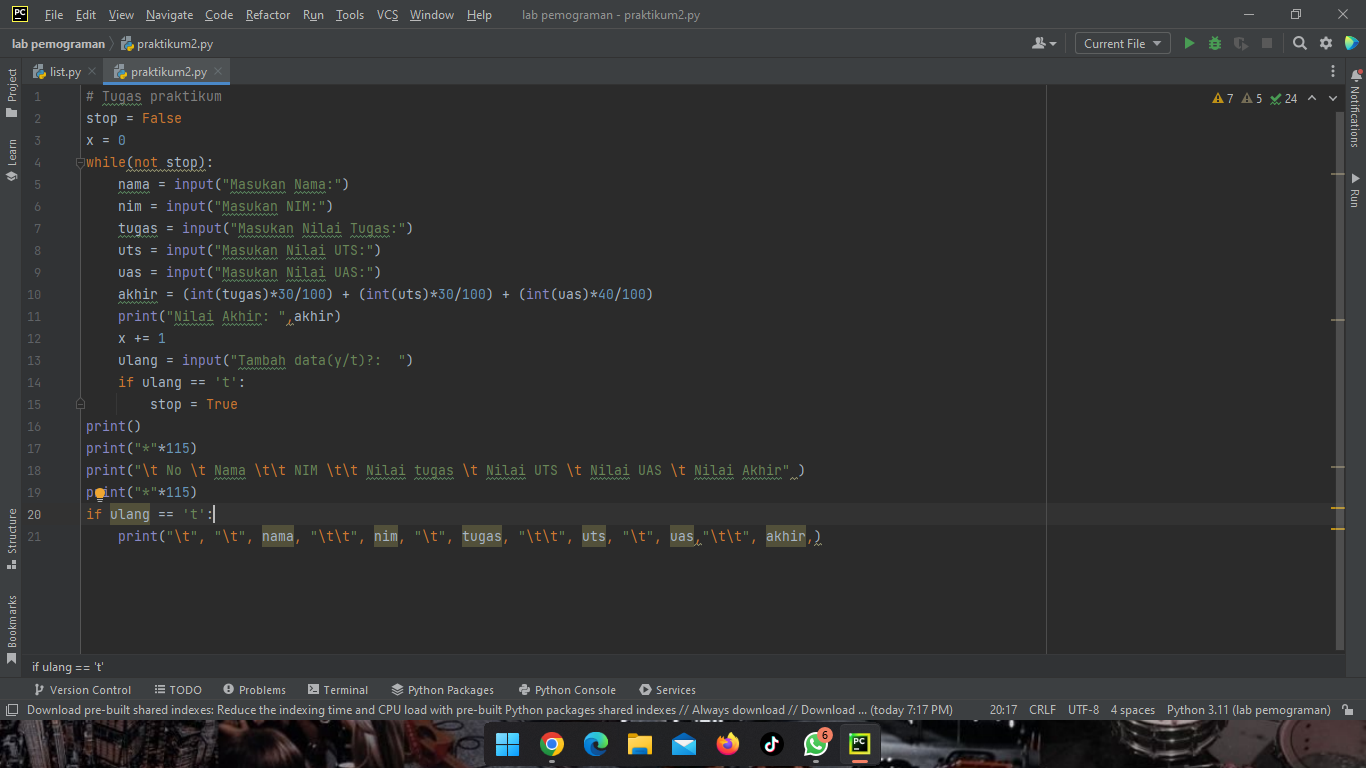 PC File Edit View Navigate Code Refactor Run Tools VCS Window Help lab pemograman - praktikum2.py
lab pemograman praktikum2.py Current File
Project
Learn
Structure
Bookmarks
list.py praktikum2.py
1 # Tugas praktikum
2 stop = False
3 x = 0
4 while(not stop):
5     nama = input("Masukan Nama:")
6     nim = input("Masukan NIM:")
7     tugas = input("Masukan Nilai Tugas:")
8     uts = input("Masukan Nilai UTS:")
9     uas = input("Masukan Nilai UAS:")
10     akhir = (int(tugas)*30/100) + (int(uts)*30/100) + (int(uas)*40/100)
11     print("Nilai Akhir: ",akhir)
12     x += 1
13     ulang = input("Tambah data(y/t)?:  ")
14     if ulang == 't':
15         stop = True
16 print()
17 print("*"*115)
18 print("\t No \t Nama \t\t NIM \t\t Nilai tugas \t Nilai UTS \t Nilai UAS \t Nilai Akhir" )
19 print("*"*115)
20 if ulang == 't':
21     print("\t", "\t", nama, "\t\t", nim, "\t", tugas, "\t\t", uts, "\t", uas,"\t\t", akhir,)
7 5 24
Notifications
Run
if ulang == 't'
Version Control TODO Problems Terminal Python Packages Python Console Services
Download pre-built shared indexes: Reduce the indexing time and CPU load with pre-built Python packages shared indexes // Always download // Download ... (today 7:17 PM) 20:17 CRLF UTF-8 4 spaces Python 3.11 (lab pemograman)
6
PC